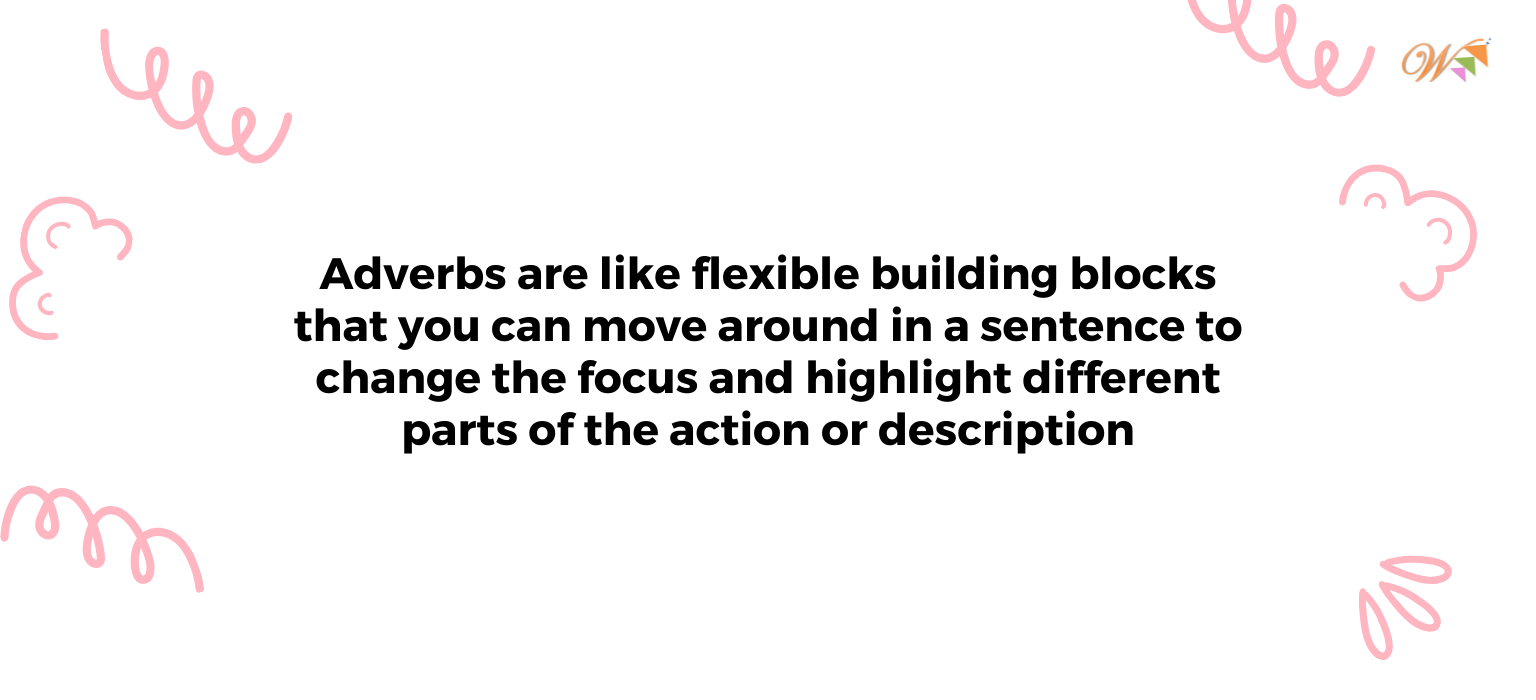 W
Adverbs are like flexible building blocks
that you can move around in a sentence to
change the focus and highlight different
parts of the action or description